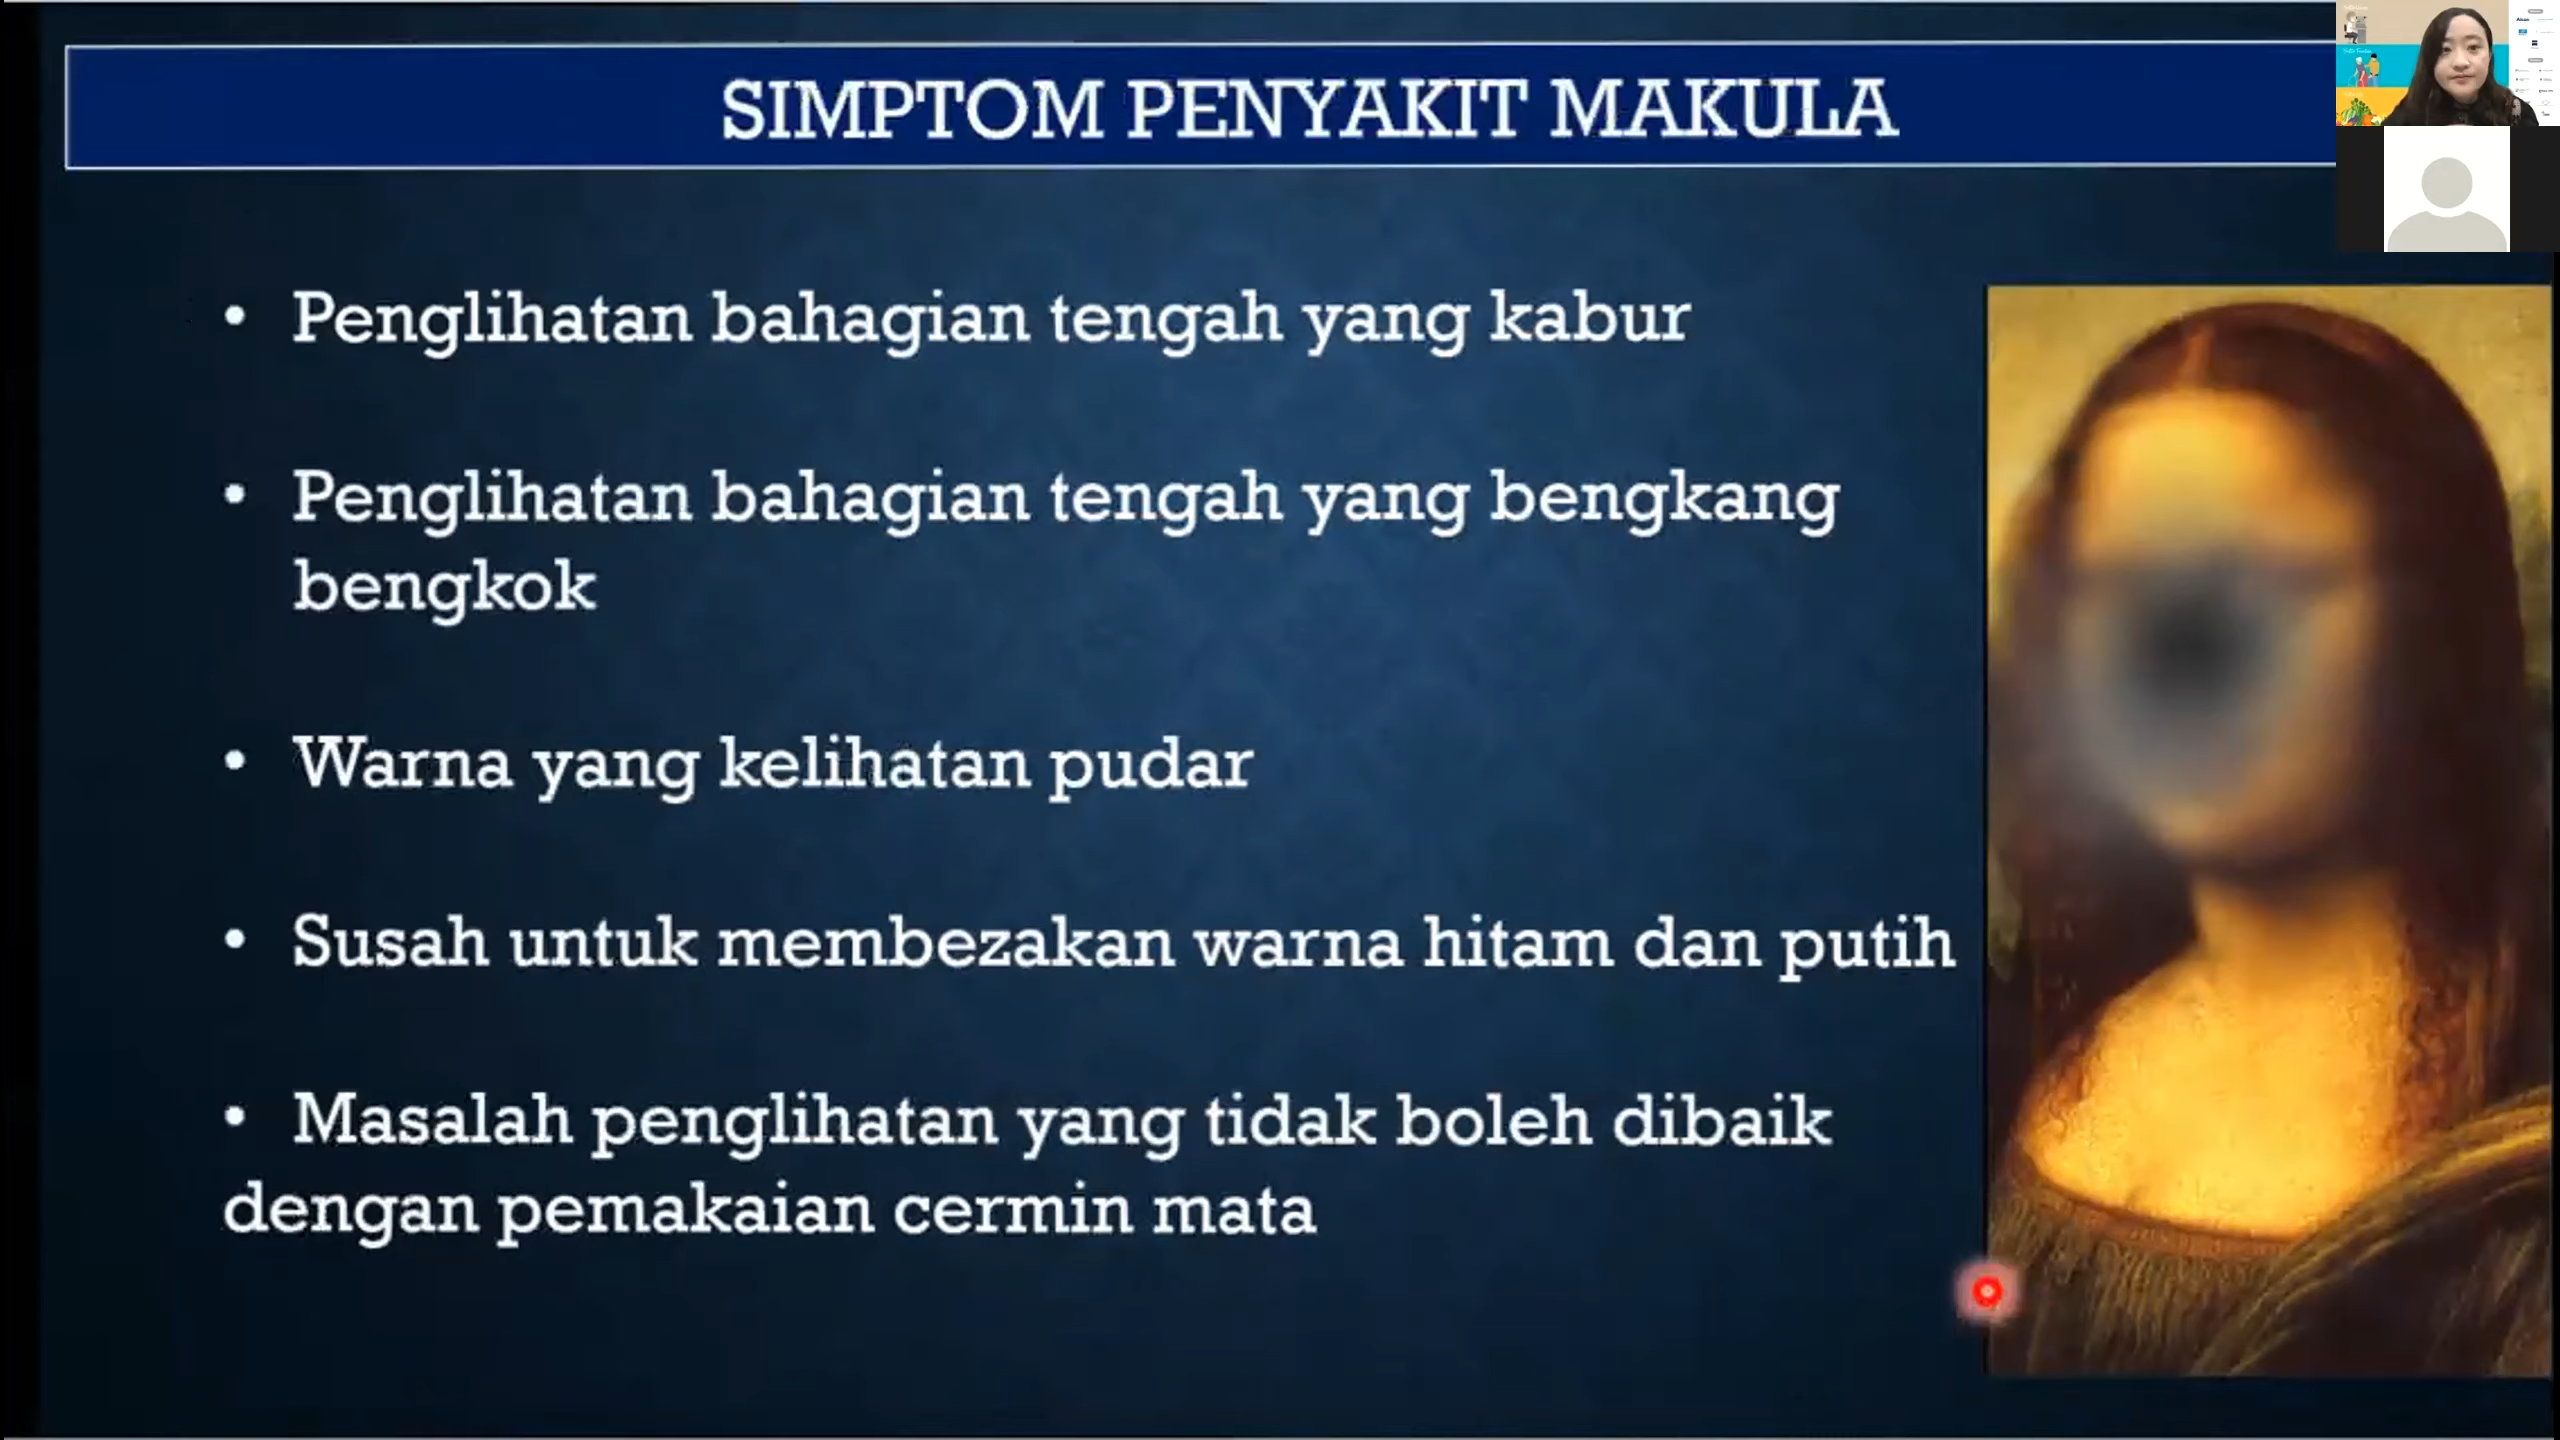 SIMPTOM PENYAKIT MAKULA
• Penglihatan bahagian tengah yang kabur
• Penglihatan bahagian tengah yang bengkang
bengkok
• Warna yang kelihatan pudar
• Susah untuk membezakan warna hitam dan putih
• Masalah penglihatan yang tidak boleh dibaik
dengan pemakaian cermin mata